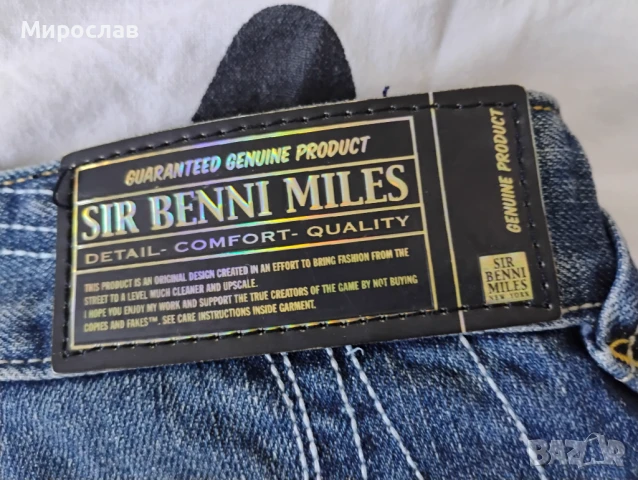 Мирослав
GUARANTEED GENUINE PRODUCT
SIR BENNI MILES
DETAIL- COMFORT- QUALITY
THIS PRODUCT IS AN ORIGINAL DESIGN CREATED IN AN EFFORT TO BRING FASHION FROM THE
STREET TO A LEVEL MUCH CLEANER AND UPSCALE.
I HOPE YOU ENJOY MY WORK AND SUPPORT THE TRUE CREATORS OF THE GAME BY NOT BUYING
COPIES AND FAKES™. SEE CARE INSTRUCTIONS INSIDE GARMENT.
GENUINE PRODUCT
SIR
BENNI
MILES
NEW YORK
BAZAR